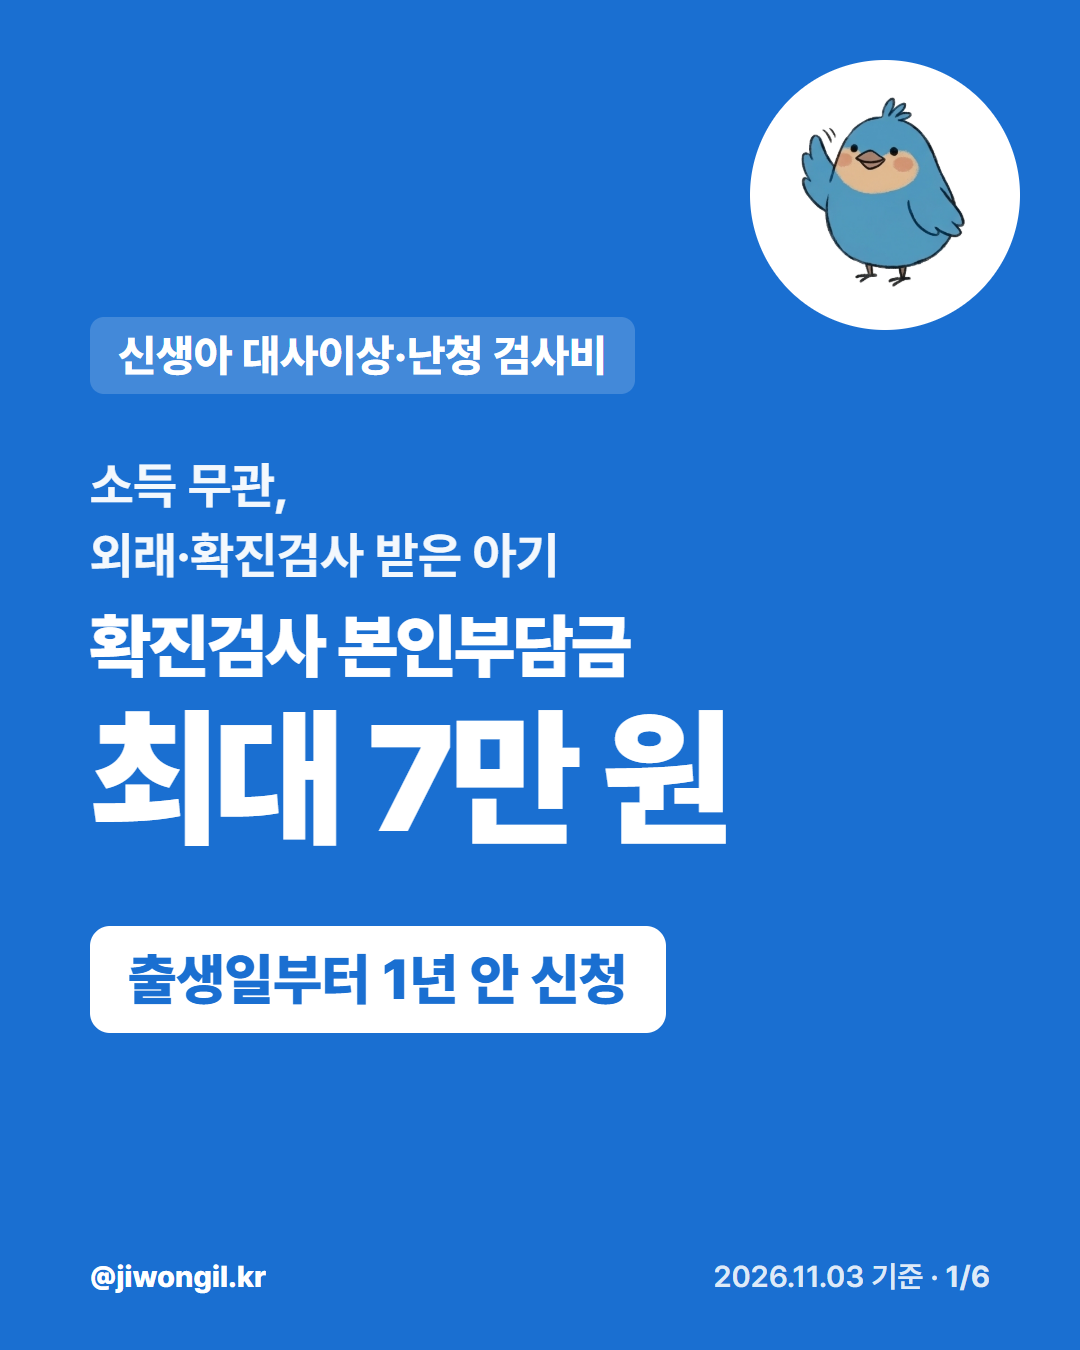 신생아 대사이상·난청 검사비
소득 무관,
외래·확진검사 받은 아기
확진검사 본인부담금
최대 7만 원
출생일부터 1년 안 신청
@jiwongil.kr
2026.11.03 기준 · 1/6